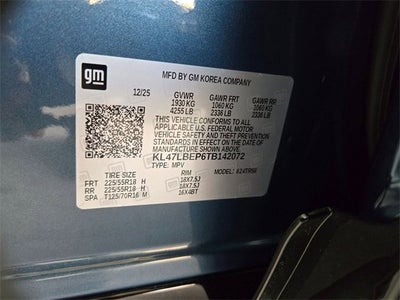 gm
MFD BY GM KOREA COMPANY
12/25 GVWR GAWR FRT GAWR RR
1930 KG 1060 KG 1060 KG
4255 LB 2336 LB 2336 LB
THIS VEHICLE CONFORMS TO ALL
APPLICABLE U.S. FEDERAL MOTOR
VEHICLE SAFETY AND THEFT PREVENTION
STANDARDS IN EFFECT ON THE DATE OF
MANUFACTURE SHOWN ABOVE.
KL47LBEP6TB142072
TYPE: MPV MODEL:
TIRE SIZE RIM
FRT 225/55R18 H 18X7.5J
RR 225/55R18 H 18X7.5J
SPA T125/70R16 M 16X4BT